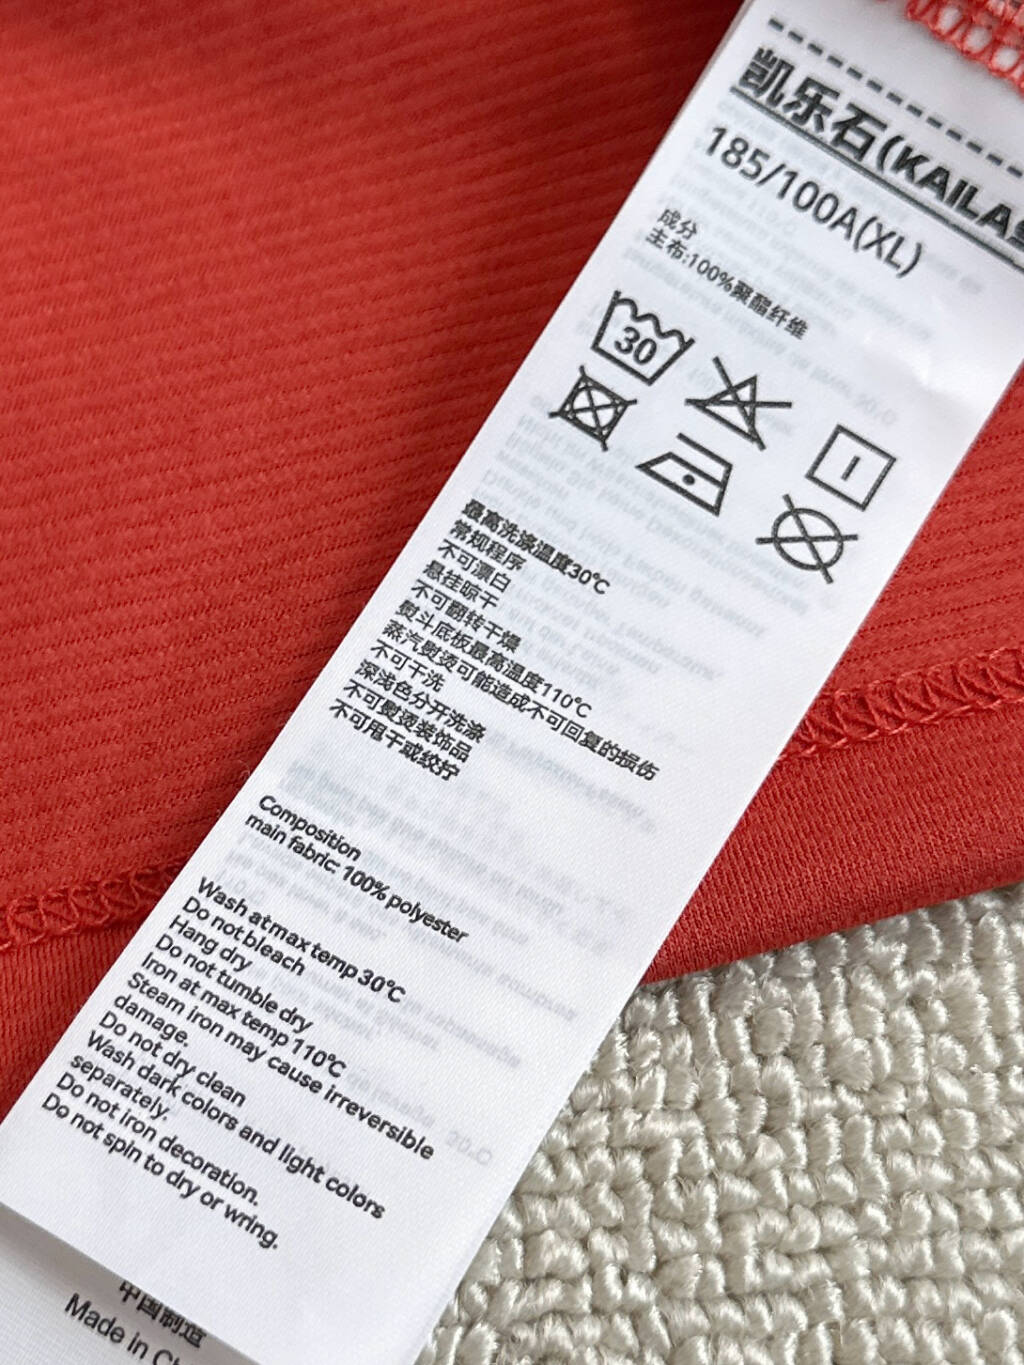 凯乐石(KAILAS
185/100A(XL)
成分
主布:100%聚酯纤维
30
最高洗涤温度30℃
常规程序
不可漂白
悬挂晾干
不可翻转干燥
熨斗底板最高温度110℃
蒸汽熨烫可能造成不可回复的损伤
不可干洗
深浅色分开洗涤
不可熨烫装饰品
不可甩干或绞拧
Composition
main fabric: 100% polyester
Wash at max temp 30℃
Do not bleach
Hang dry
Do not tumble dry
Iron at max temp 110℃
Steam iron may cause irreversible
damage.
Do not dry clean
Wash dark colors and light colors
separately.
Do not iron decoration.
Do not spin to dry or wring.
中国制造
Made in Ch